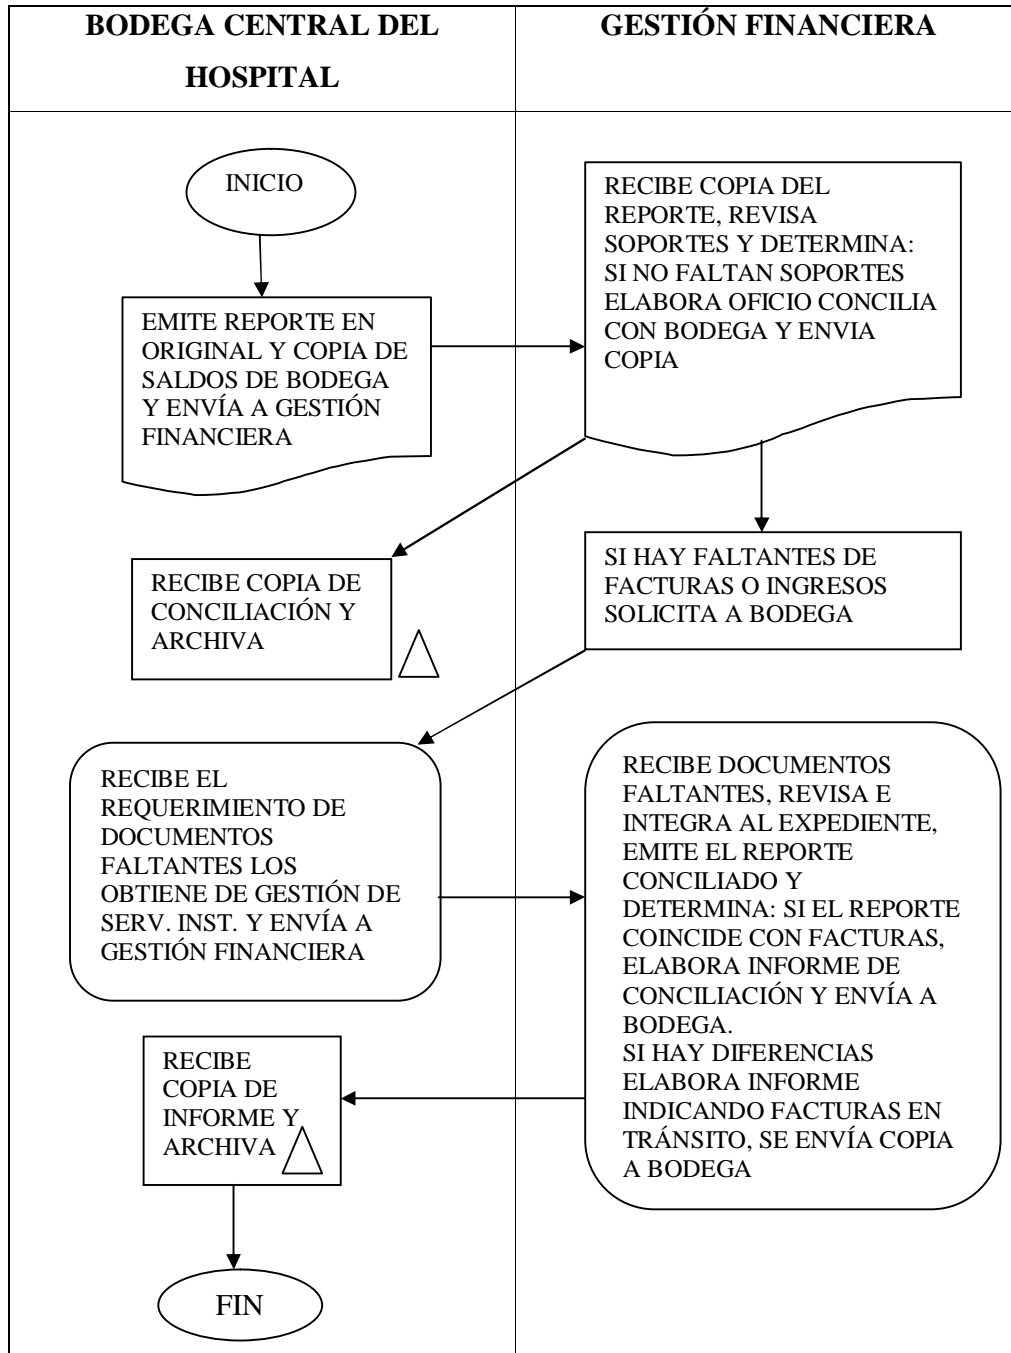 BODEGA CENTRAL DEL
HOSPITAL
GESTIÓN FINANCIERA
INICIO
EMITE REPORTE EN
ORIGINAL Y COPIA DE
SALDOS DE BODEGA
Y ENVÍA A GESTIÓN
FINANCIERA
RECIBE COPIA DEL
REPORTE, REVISA
SOPORTES Y DETERMINA:
SI NO FALTAN SOPORTES
ELABORA OFICIO CONCILIA
CON BODEGA Y ENVIA
COPIA
RECIBE COPIA DE
CONCILIACIÓN Y
ARCHIVA
SI HAY FALTANTES DE
FACTURAS O INGRESOS
SOLICITA A BODEGA
RECIBE EL
REQUERIMIENTO DE
DOCUMENTOS
FALTANTES LOS
OBTIENE DE GESTIÓN DE
SERV. INST. Y ENVÍA A
GESTIÓN FINANCIERA
RECIBE DOCUMENTOS
FALTANTES, REVISA E
INTEGRA AL EXPEDIENTE,
EMITE EL REPORTE
CONCILIADO Y
DETERMINA: SI EL REPORTE
COINCIDE CON FACTURAS,
ELABORA INFORME DE
CONCILIACIÓN Y ENVÍA A
BODEGA.
SI HAY DIFERENCIAS
ELABORA INFORME
INDICANDO FACTURAS EN
TRÁNSITO, SE ENVÍA COPIA
A BODEGA
RECIBE
COPIA DE
INFORME Y
ARCHIVA
FIN